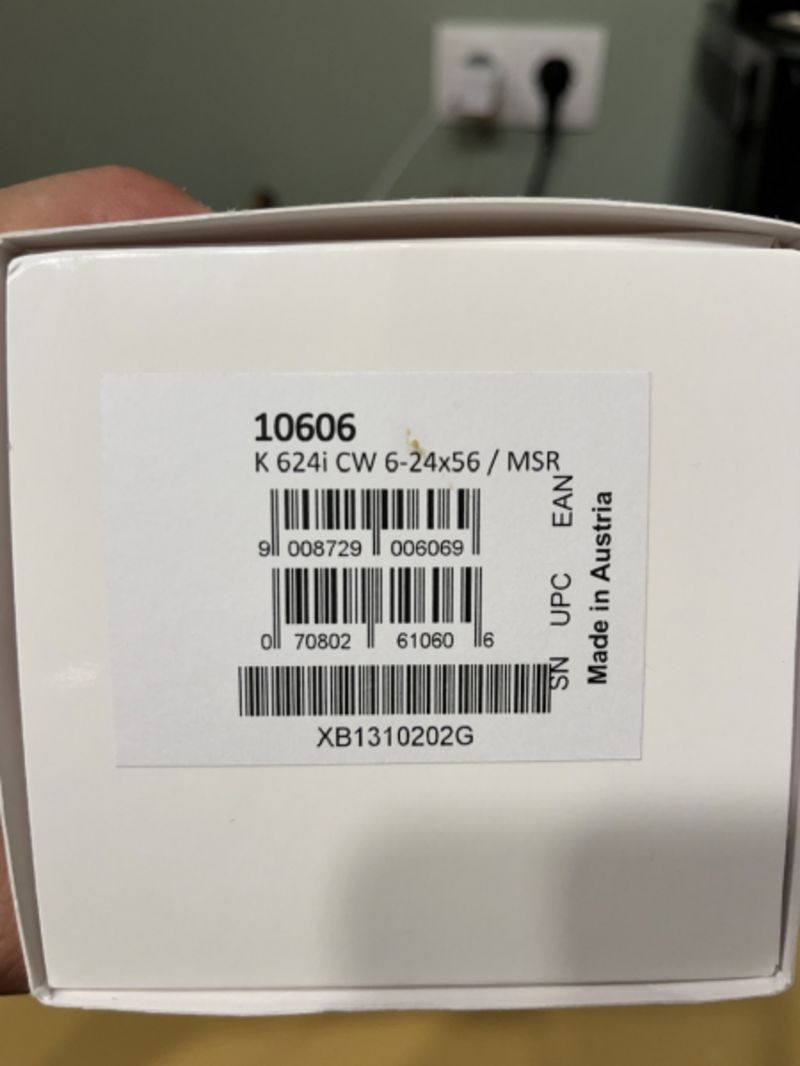 10606
K 624i CW 6-24x56 / MSR
9 008729 006069
EAN
0 70802 61060 6
UPC
XB1310202G
SN
Made in Austria